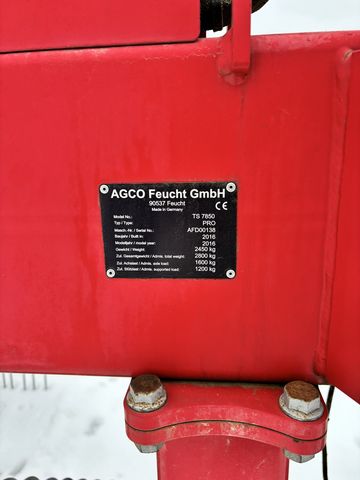 AGCO Feucht GmbH
90537 Feucht
Made in Germany
CE
Model No.: TS 7850
Typ / Type: PRO
Masch.-Nr. / Serial No.: AFD00138
Baujahr / Built in: 2016
Modelljahr / model year: 2016
Gewicht / Weight: 2450 kg
Zul. Gesamtgewicht / Admis. total weight: 2800 kg
Zul. Achslast / Admis. axle load: 1600 kg
Zul. Stützlast / Admis. supported load: 1200 kg